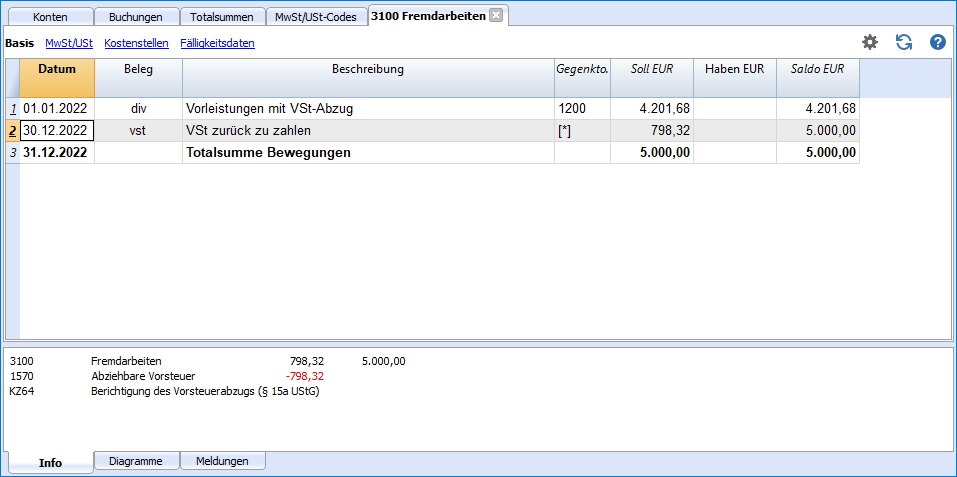 Konten Buchungen Totalsummen MwSt/USt-Codes 3100 Fremdarbeiten
Basis MwSt/USt Kostenstellen Fälligkeitsdaten
Datum Beleg Beschreibung Gegenkto. Soll EUR Haben EUR Saldo EUR
1 01.01.2022 div Vorleistungen mit VSt-Abzug 1200 4.201,68 4.201,68
2 30.12.2022 vst VSt zurück zu zahlen [*] 798,32 5.000,00
3 31.12.2022 Totalsumme Bewegungen 5.000,00 5.000,00
3100 Fremdarbeiten 798,32 5.000,00
1570 Abziehbare Vorsteuer -798,32
KZ64 Berichtigung des Vorsteuerabzugs (§ 15a UStG)
Info Diagramme Meldungen